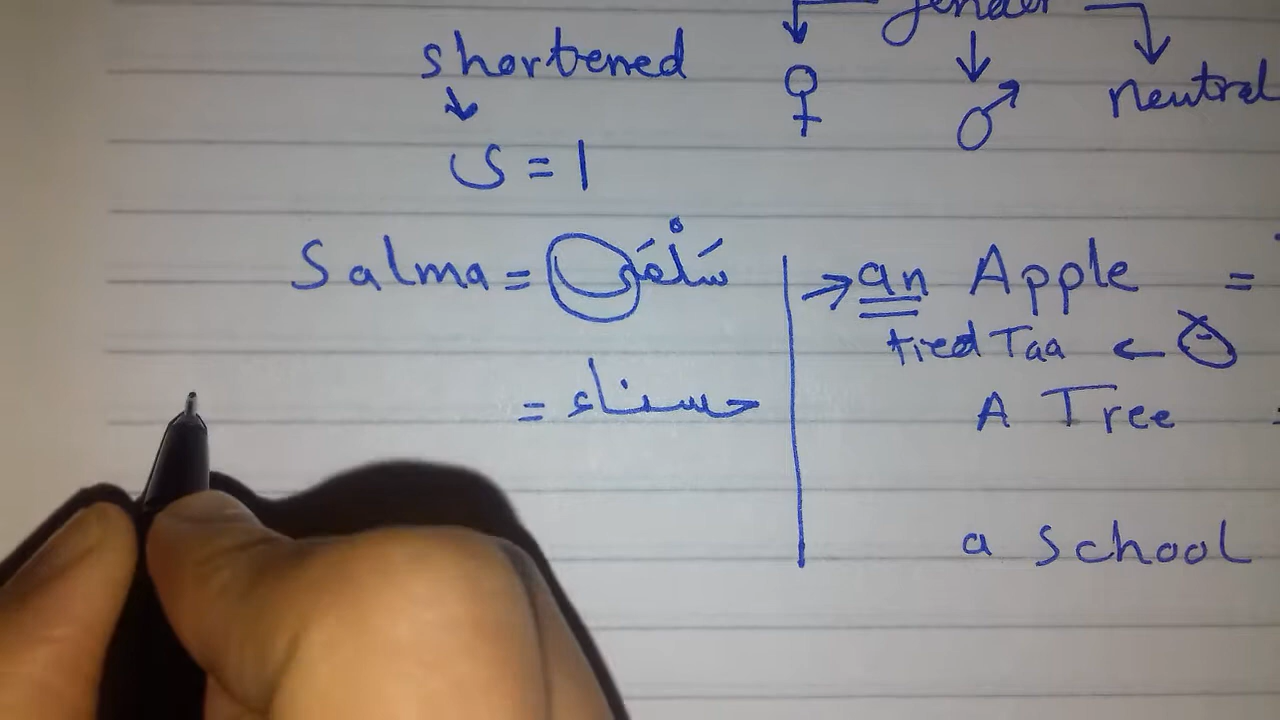 gender
shortened
neutral
ى = ا
Salma = سَلْمَى
→ an Apple =
tied Taa ← ة
حسناء =
A Tree
a school